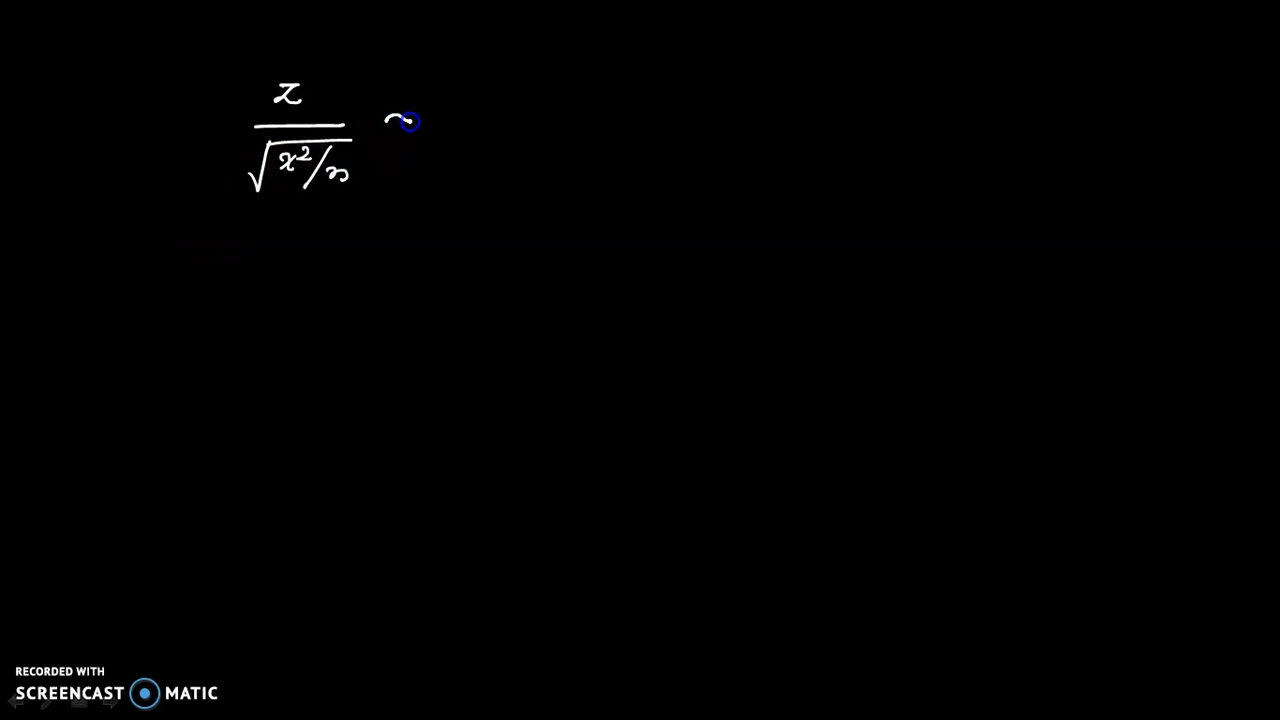 z / √(x²/n) ~
RECORDED WITH
SCREENCAST MATIC